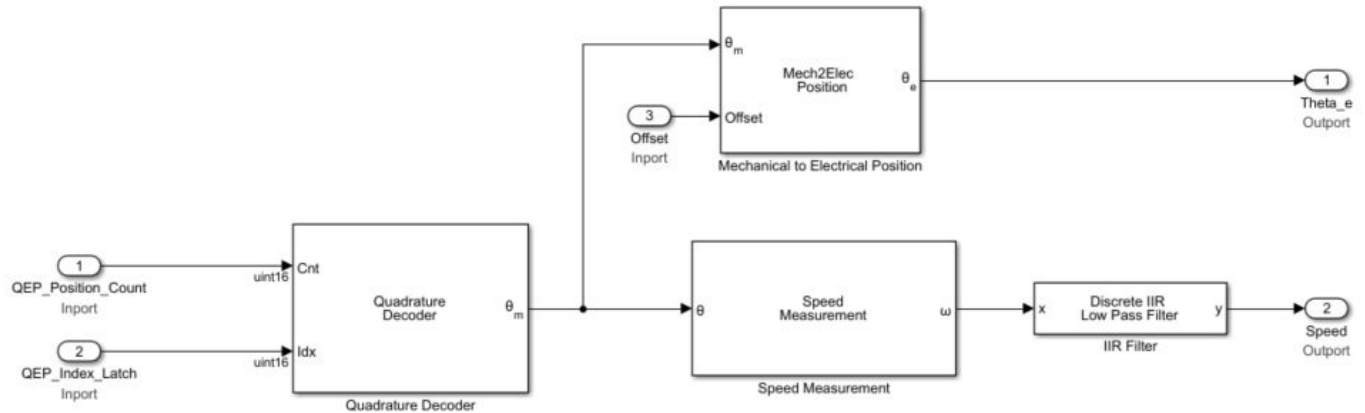 θm
Mech2Elec
Position
θe
Offset
Mechanical to Electrical Position
3
Offset
Inport
1
Theta_e
Outport
1
QEP_Position_Count
Inport
uint16
Cnt
Quadrature
Decoder
θm
2
QEP_Index_Latch
Inport
uint16
Idx
Quadrature Decoder
θ
Speed
Measurement
ω
Speed Measurement
x
Discrete IIR
Low Pass Filter
y
IIR Filter
2
Speed
Outport